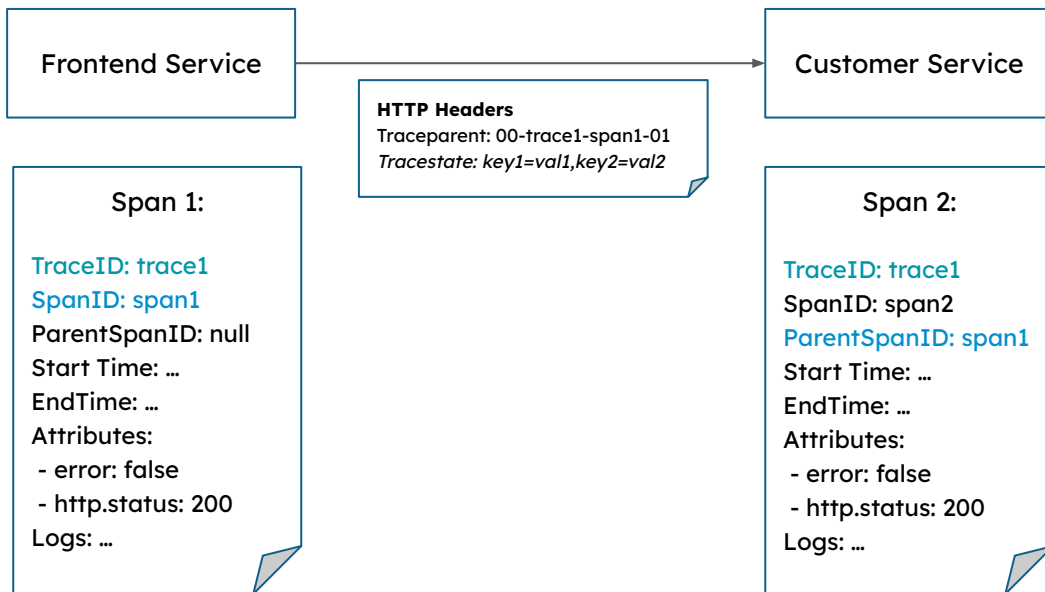 Frontend Service
Customer Service
HTTP Headers
Traceparent: 00-trace1-span1-01
Tracestate: key1=val1,key2=val2
Span 1:
TraceID: trace1
SpanID: span1
ParentSpanID: null
Start Time: ...
EndTime: ...
Attributes:
- error: false
- http.status: 200
Logs: ...
Span 2:
TraceID: trace1
SpanID: span2
ParentSpanID: span1
Start Time: ...
EndTime: ...
Attributes:
- error: false
- http.status: 200
Logs: ...